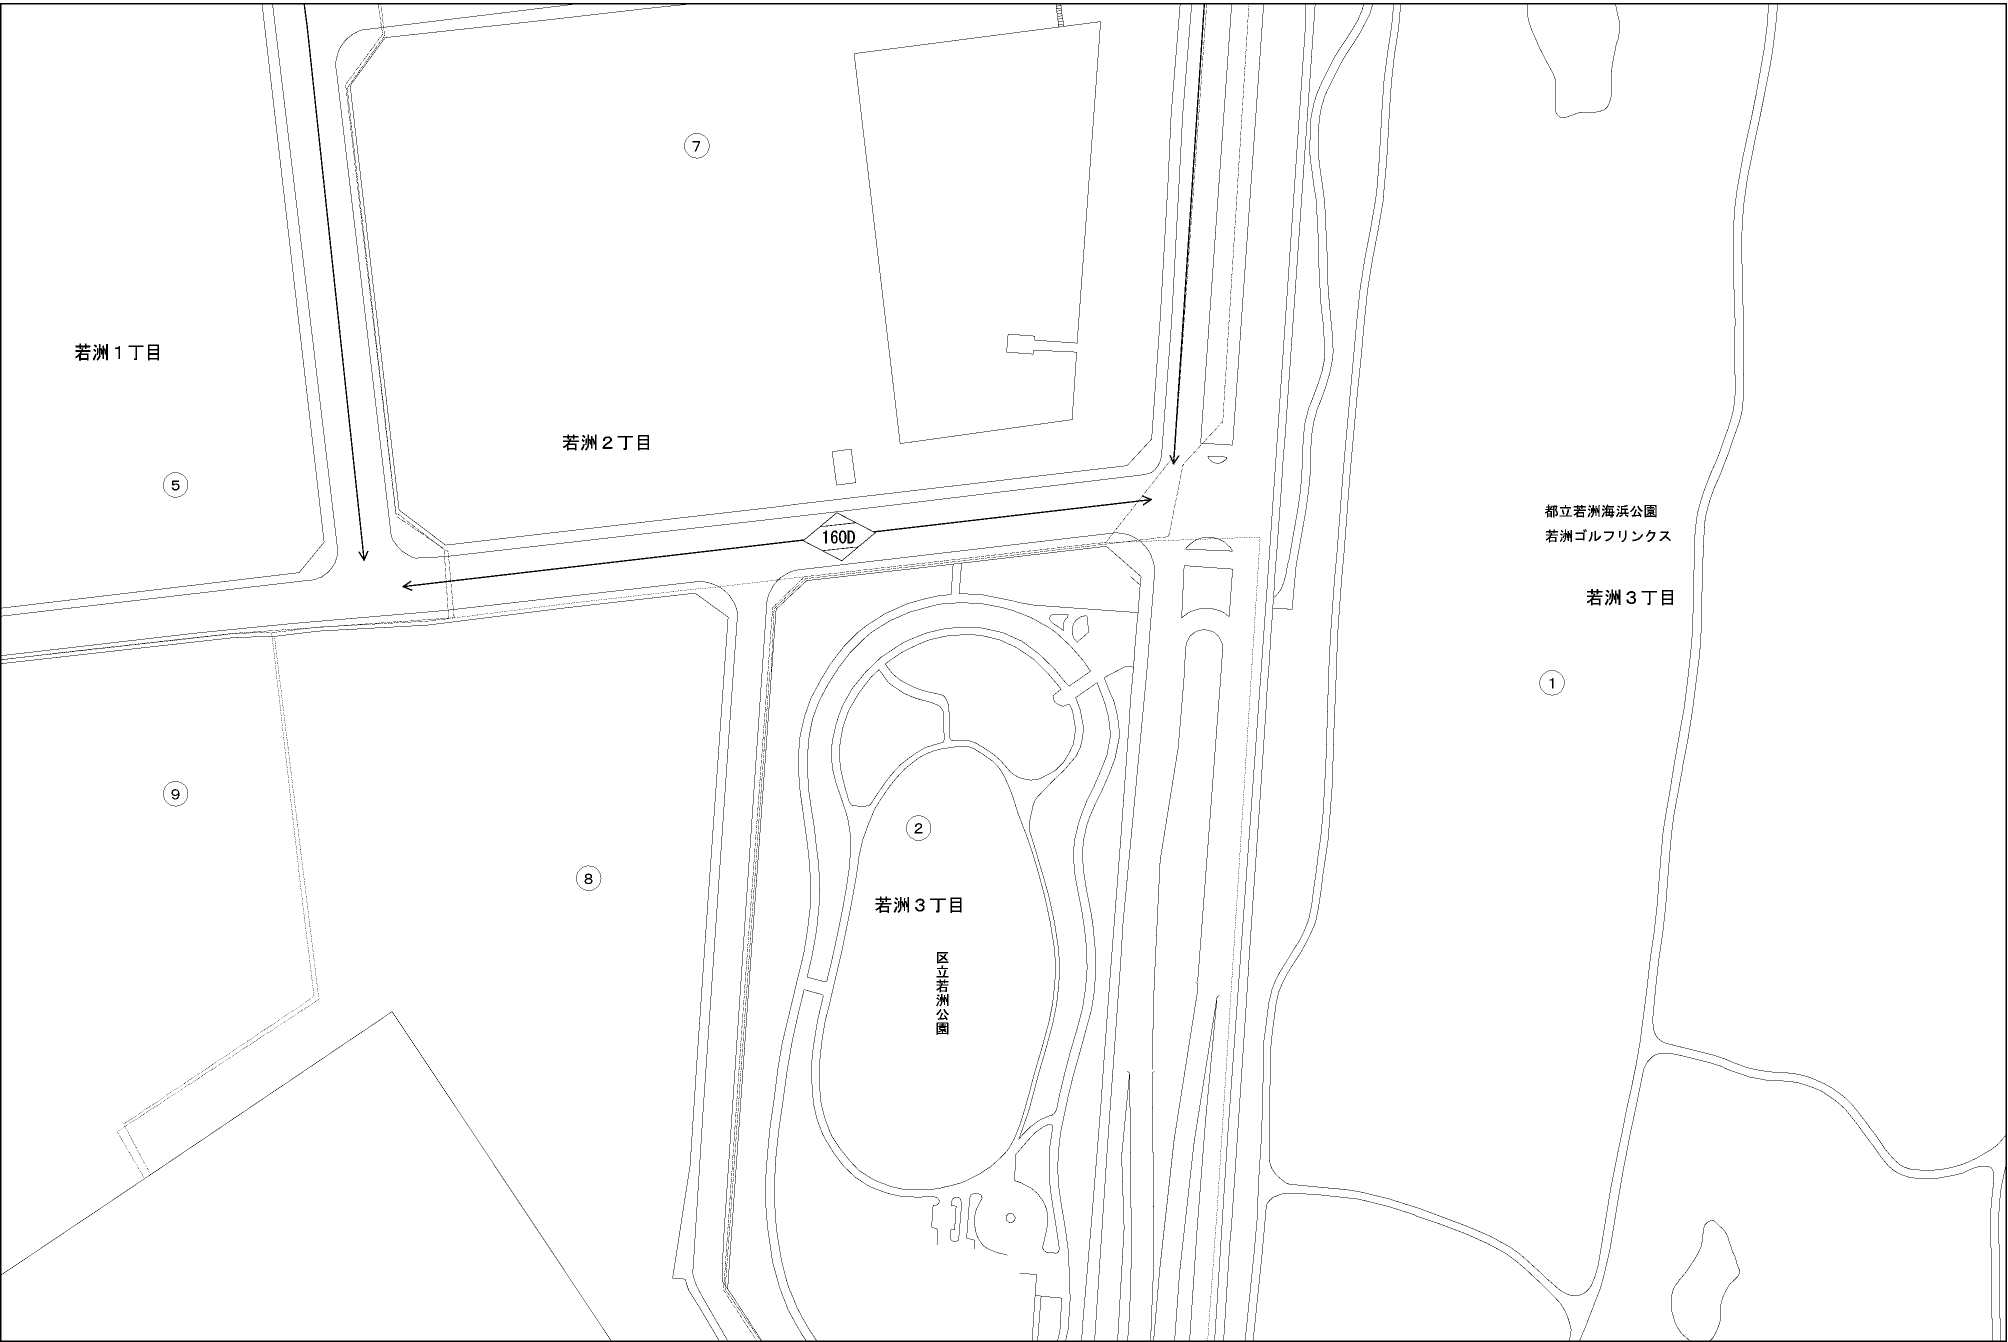 7
若洲1丁目
若洲2丁目
5
160D
都立若洲海浜公園
若洲ゴルフリンクス
若洲3丁目
1
9
2
8
若洲3丁目
区立若洲公園